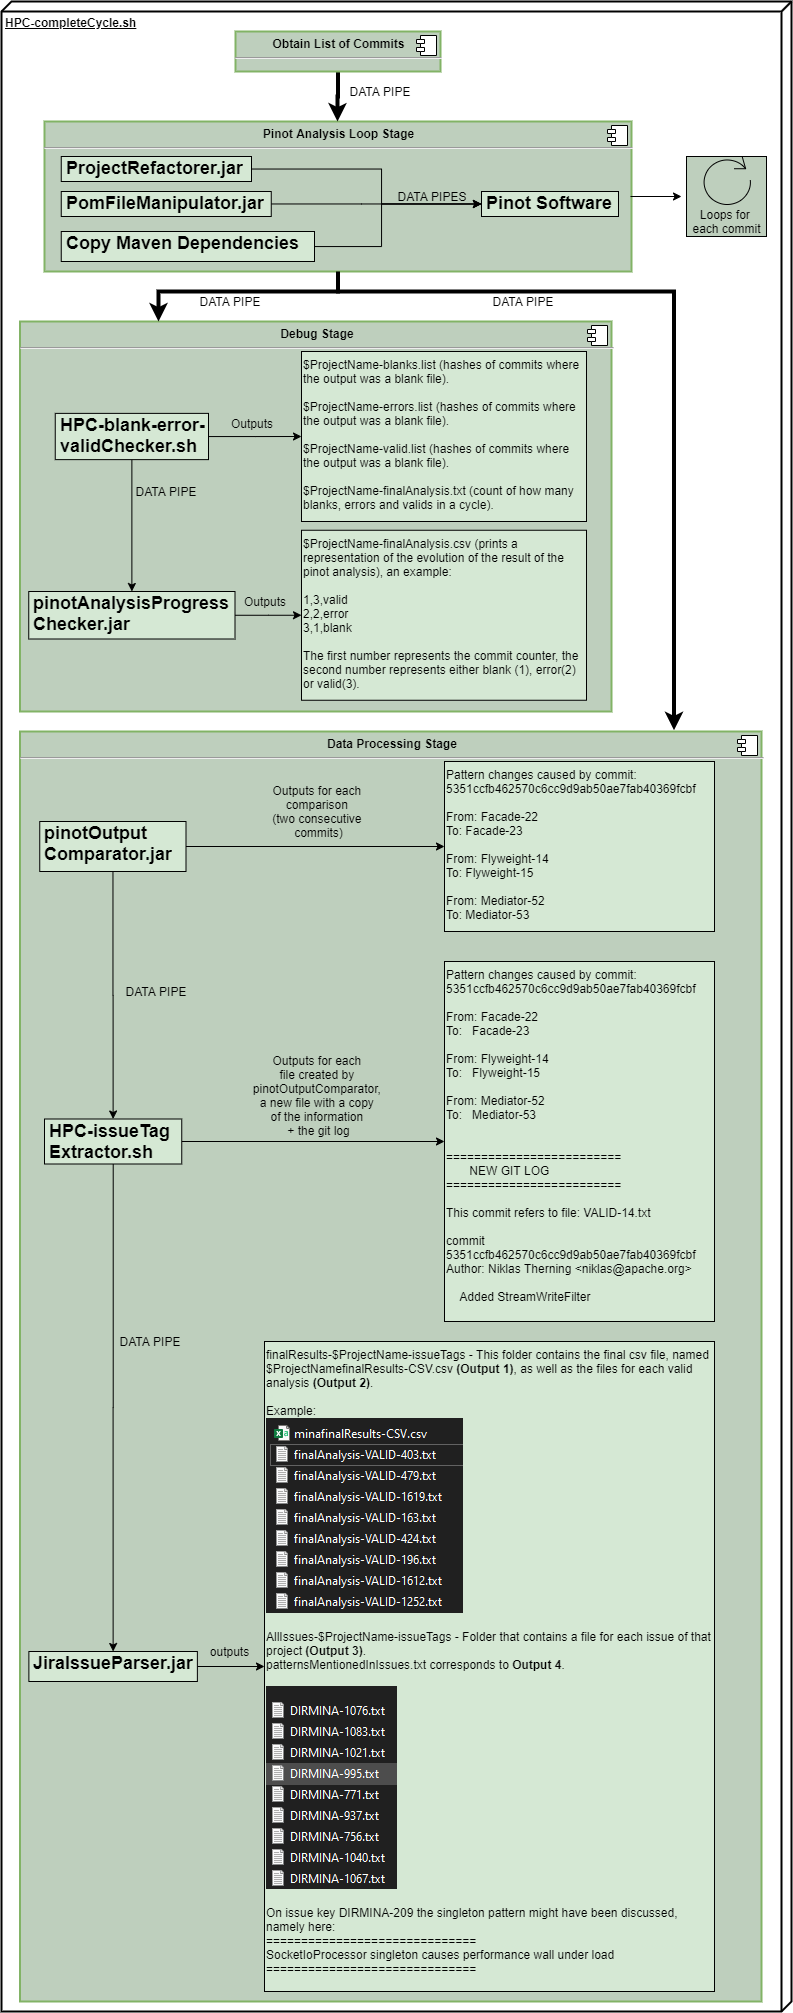 HPC-completeCycle.sh
Obtain List of Commits
DATA PIPE
Pinot Analysis Loop Stage
ProjectRefactorer.jar
PomFileManipulator.jar
Copy Maven Dependencies
DATA PIPES
Pinot Software
Loops for
each commit
DATA PIPE
DATA PIPE
Debug Stage
HPC-blank-error-
validChecker.sh
Outputs
$ProjectName-blanks.list (hashes of commits where
the output was a blank file).
$ProjectName-errors.list (hashes of commits where
the output was a blank file).
$ProjectName-valid.list (hashes of commits where
the output was a blank file).
$ProjectName-finalAnalysis.txt (count of how many
blanks, errors and valids in a cycle).
DATA PIPE
pinotAnalysisProgress
Checker.jar
Outputs
$ProjectName-finalAnalysis.csv (prints a
representation of the evolution of the result of the
pinot analysis), an example:
1,3,valid
2,2,error
3,1,blank
The first number represents the commit counter, the
second number represents either blank (1), error(2)
or valid(3).
Data Processing Stage
pinotOutput
Comparator.jar
Outputs for each
comparison
(two consecutive
commits)
Pattern changes caused by commit:
5351ccfb462570c6cc9d9ab50ae7fab40369fcbf
From: Facade-22
To: Facade-23
From: Flyweight-14
To: Flyweight-15
From: Mediator-52
To: Mediator-53
DATA PIPE
HPC-issueTag
Extractor.sh
Outputs for each
file created by
pinotOutputComparator,
a new file with a copy
of the information
+ the git log
Pattern changes caused by commit:
5351ccfb462570c6cc9d9ab50ae7fab40369fcbf
From: Facade-22
To:   Facade-23
From: Flyweight-14
To:   Flyweight-15
From: Mediator-52
To:   Mediator-53
=========================
NEW GIT LOG
=========================
This commit refers to file: VALID-14.txt
commit
5351ccfb462570c6cc9d9ab50ae7fab40369fcbf
Author: Niklas Therning <niklas@apache.org>
Added StreamWriteFilter
DATA PIPE
JiraIssueParser.jar
outputs
finalResults-$ProjectName-issueTags - This folder contains the final csv file, named
$ProjectNamefinalResults-CSV.csv (Output 1), as well as the files for each valid
analysis (Output 2).
Example:
minafinalResults-CSV.csv
finalAnalysis-VALID-403.txt
finalAnalysis-VALID-479.txt
finalAnalysis-VALID-1619.txt
finalAnalysis-VALID-163.txt
finalAnalysis-VALID-424.txt
finalAnalysis-VALID-196.txt
finalAnalysis-VALID-1612.txt
finalAnalysis-VALID-1252.txt
AllIssues-$ProjectName-issueTags - Folder that contains a file for each issue of that
project (Output 3).
patternsMentionedInIssues.txt corresponds to Output 4.
DIRMINA-1076.txt
DIRMINA-1083.txt
DIRMINA-1021.txt
DIRMINA-995.txt
DIRMINA-771.txt
DIRMINA-937.txt
DIRMINA-756.txt
DIRMINA-1040.txt
DIRMINA-1067.txt
On issue key DIRMINA-209 the singleton pattern might have been discussed,
namely here:
==============================
SocketIoProcessor singleton causes performance wall under load
==============================